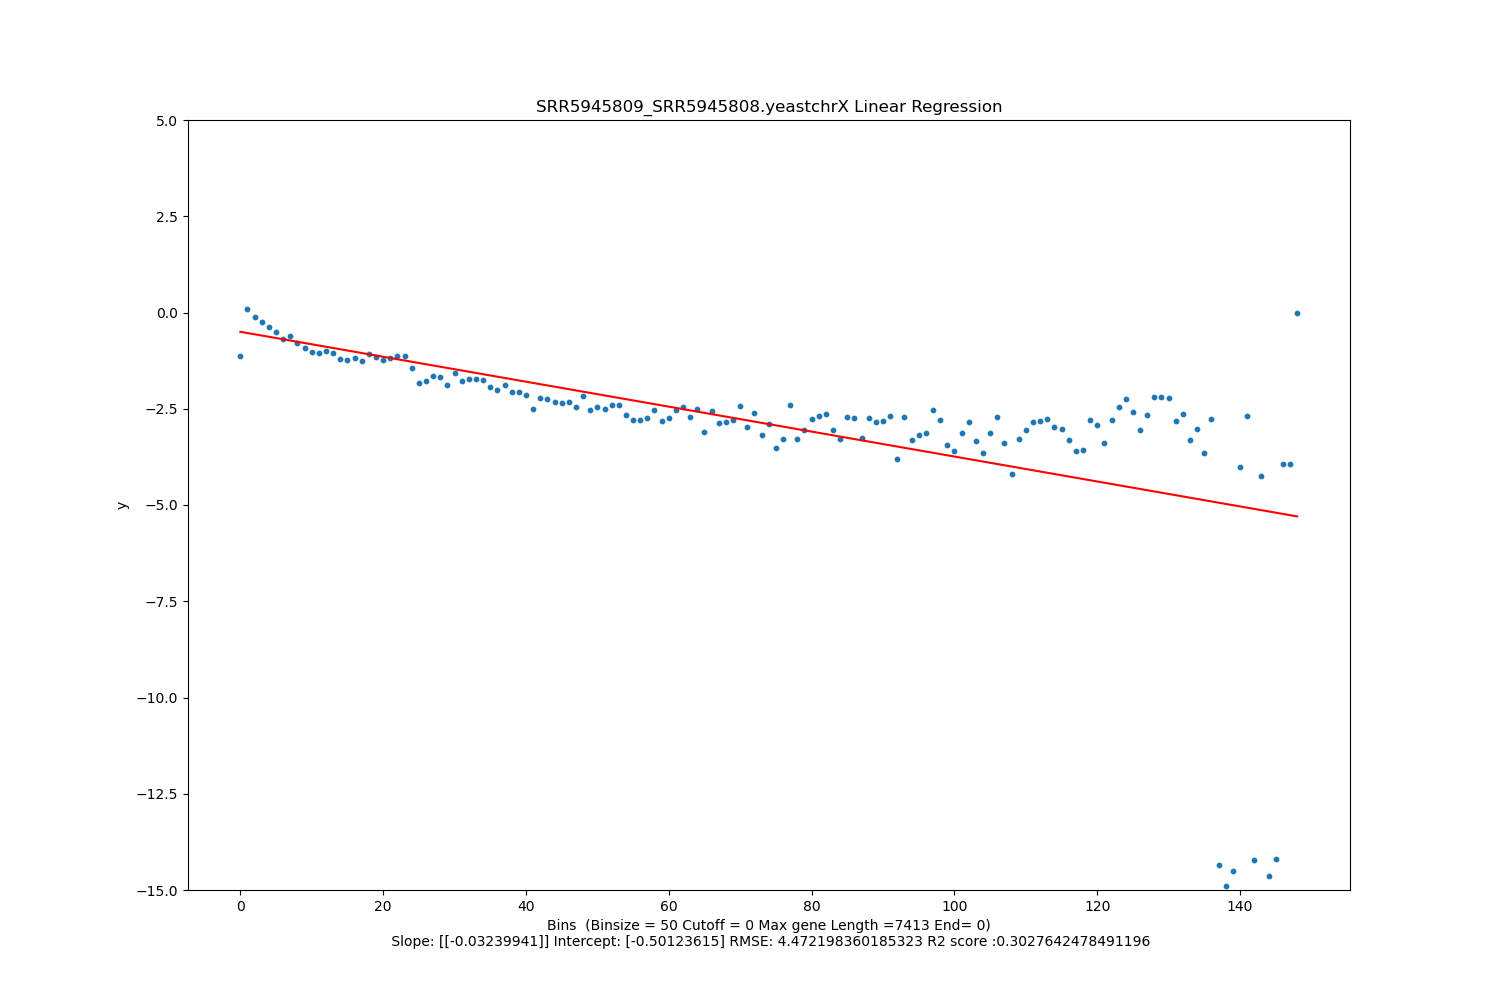 SRR5945809_SRR5945808.yeastchrX Linear Regression
5.0
2.5
0.0
−2.5
−5.0
−7.5
−10.0
−12.5
−15.0
y
0 20 40 60 80 100 120 140
Bins  (Binsize = 50 Cutoff = 0 Max gene Length =7413 End= 0)
Slope: [[-0.03239941]] Intercept: [-0.50123615] RMSE: 4.472198360185323 R2 score :0.3027642478491196